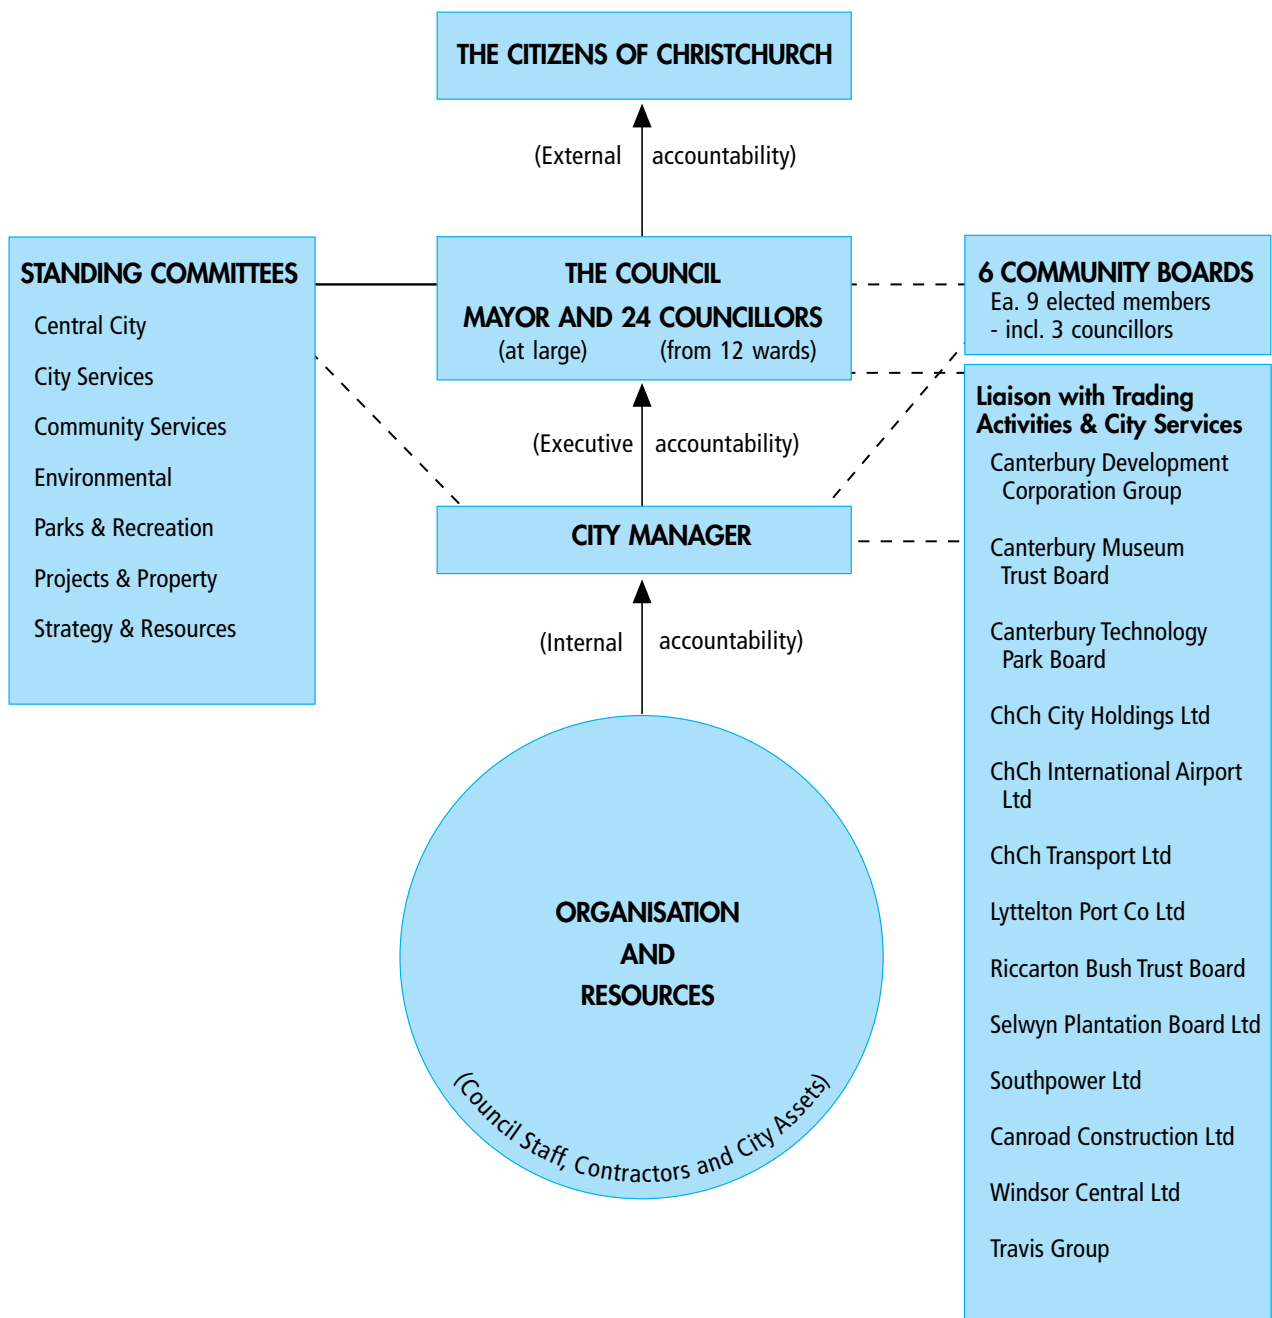 THE CITIZENS OF CHRISTCHURCH
(External accountability)
STANDING COMMITTEES
Central City
City Services
Community Services
Environmental
Parks & Recreation
Projects & Property
Strategy & Resources
THE COUNCIL
MAYOR AND 24 COUNCILLORS
(at large) (from 12 wards)
6 COMMUNITY BOARDS
Ea. 9 elected members
- incl. 3 councillors
(Executive accountability)
CITY MANAGER
(Internal accountability)
ORGANISATION
AND
RESOURCES
(Council Staff, Contractors and City Assets)
Liaison with Trading
Activities & City Services
Canterbury Development
Corporation Group
Canterbury Museum
Trust Board
Canterbury Technology
Park Board
ChCh City Holdings Ltd
ChCh International Airport
Ltd
ChCh Transport Ltd
Lyttelton Port Co Ltd
Riccarton Bush Trust Board
Selwyn Plantation Board Ltd
Southpower Ltd
Canroad Construction Ltd
Windsor Central Ltd
Travis Group